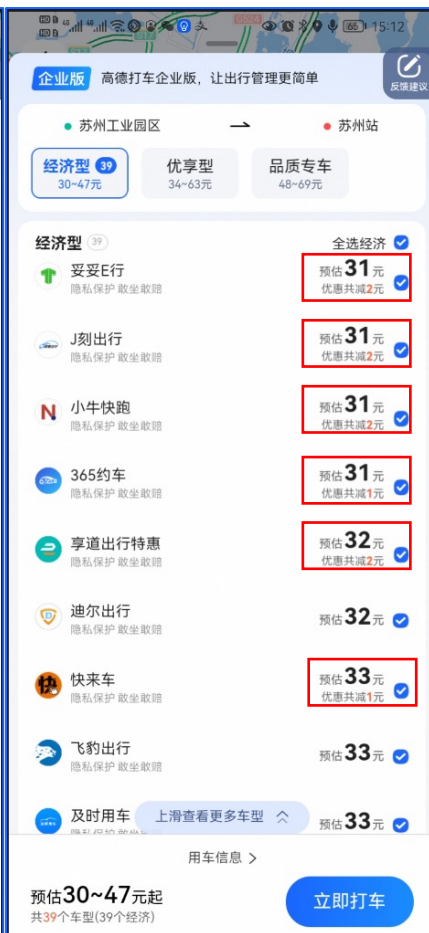 65 15:12
企业版 高德打车企业版，让出行管理更简单
反馈建议
苏州工业园区 → 苏州站
经济型 39 优享型 品质专车
30~47元 34~63元 48~69元
经济型 39 全选经济
妥妥E行 预估31元
隐私保护 敢坐敢赔 优惠共减2元
J刻出行 预估31元
隐私保护 敢坐敢赔 优惠共减2元
小牛快跑 预估31元
隐私保护 敢坐敢赔 优惠共减2元
365约车 预估31元
隐私保护 敢坐敢赔 优惠共减1元
享道出行特惠 预估32元
隐私保护 敢坐敢赔 优惠共减2元
迪尔出行 预估32元
隐私保护 敢坐敢赔
快来车 预估33元
隐私保护 敢坐敢赔 优惠共减1元
飞豹出行 预估33元
隐私保护 敢坐敢赔
及时用车 上滑查看更多车型 预估33元
用车信息 >
预估30~47元起 立即打车
共39个车型(39个经济)